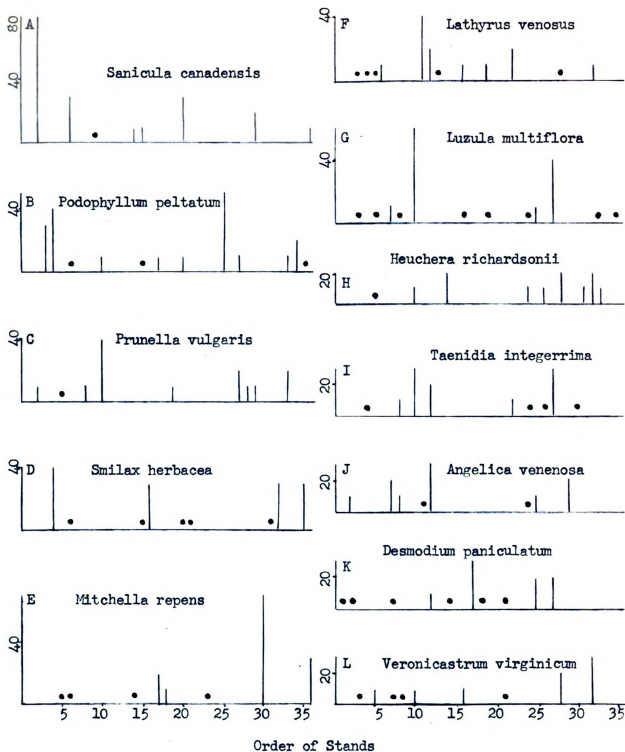 A
80
40
Sanicula canadensis
B
40
Podophyllum peltatum
C
40
Prunella vulgaris
D
40
Smilax herbacea
E
40
Mitchella repens
5 10 15 20 25 30 35
F
40
Lathyrus venosus
G
40
Luzula multiflora
H
20
Heuchera richardsonii
I
20
Taenidia integerrima
J
20
Angelica venenosa
K
20
Desmodium paniculatum
L
20
Veronicastrum virginicum
5 10 15 20 25 30 35
Order of Stands